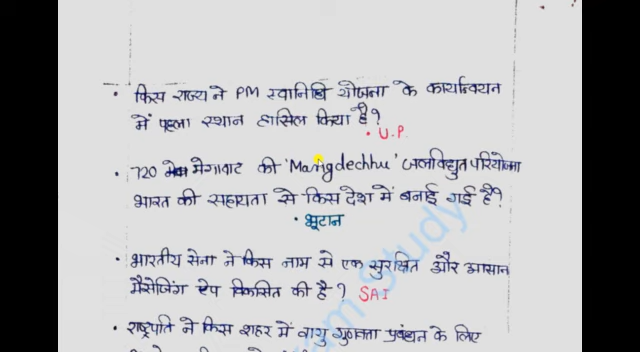 • किस राज्य ने PM स्वानिधि योजना के कार्यान्वयन
में पहला स्थान हासिल किया है?
• U.P.
• 720 मेगावाट की 'Mangdechhu' जलविद्युत परियोजना
भारत की सहायता से किस देश में बनाई गई है?
• भूटान
• भारतीय सेना ने किस नाम से एक सुरक्षित और आसान
मैसेजिंग ऐप विकसित की है? SAI
• राष्ट्रपति ने किस शहर में वायु गुणवत्ता प्रबंधन के लिए
Study